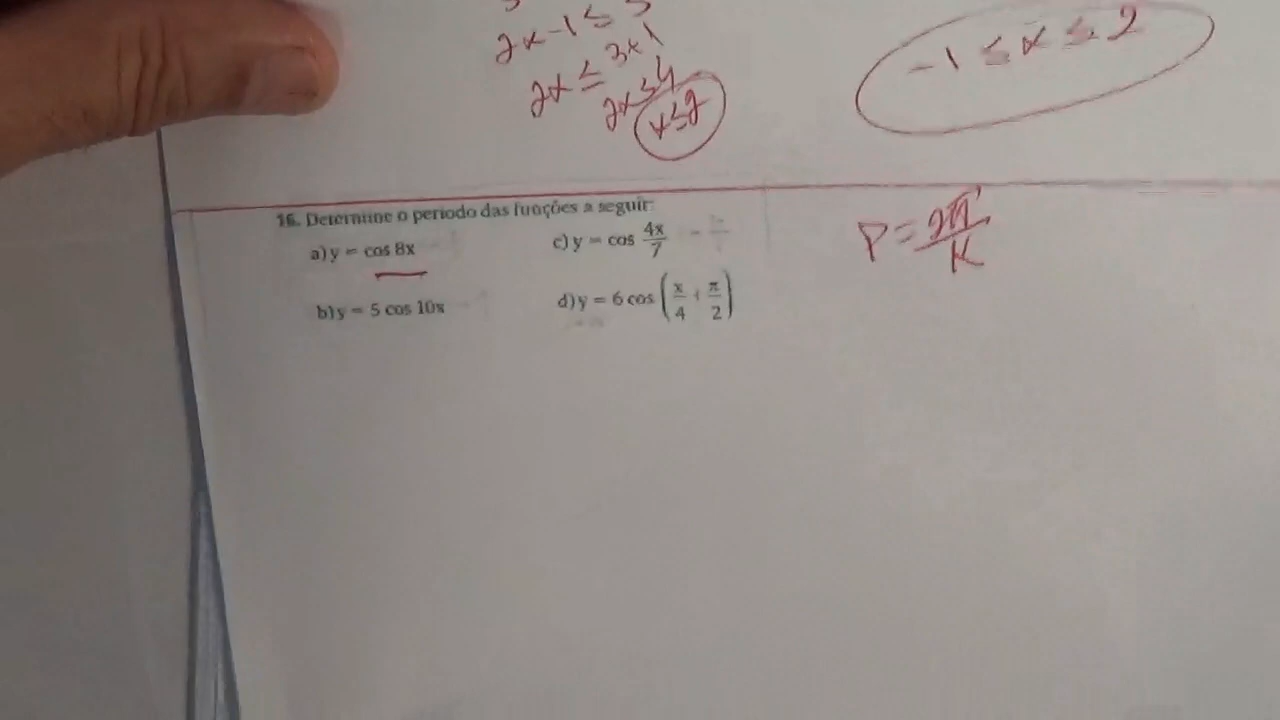 2x-1 ≤ 3
2x ≤ 3+1
2x ≤ 4
x ≤ 2
-1 ≤ x ≤ 2
16. Determine o período das funções a seguir:
a) y = cos 8x
b) y = 5 cos 10x
c) y = cos 4x/7
d) y = 6 cos (x/4 + π/2)
P = 2π/K